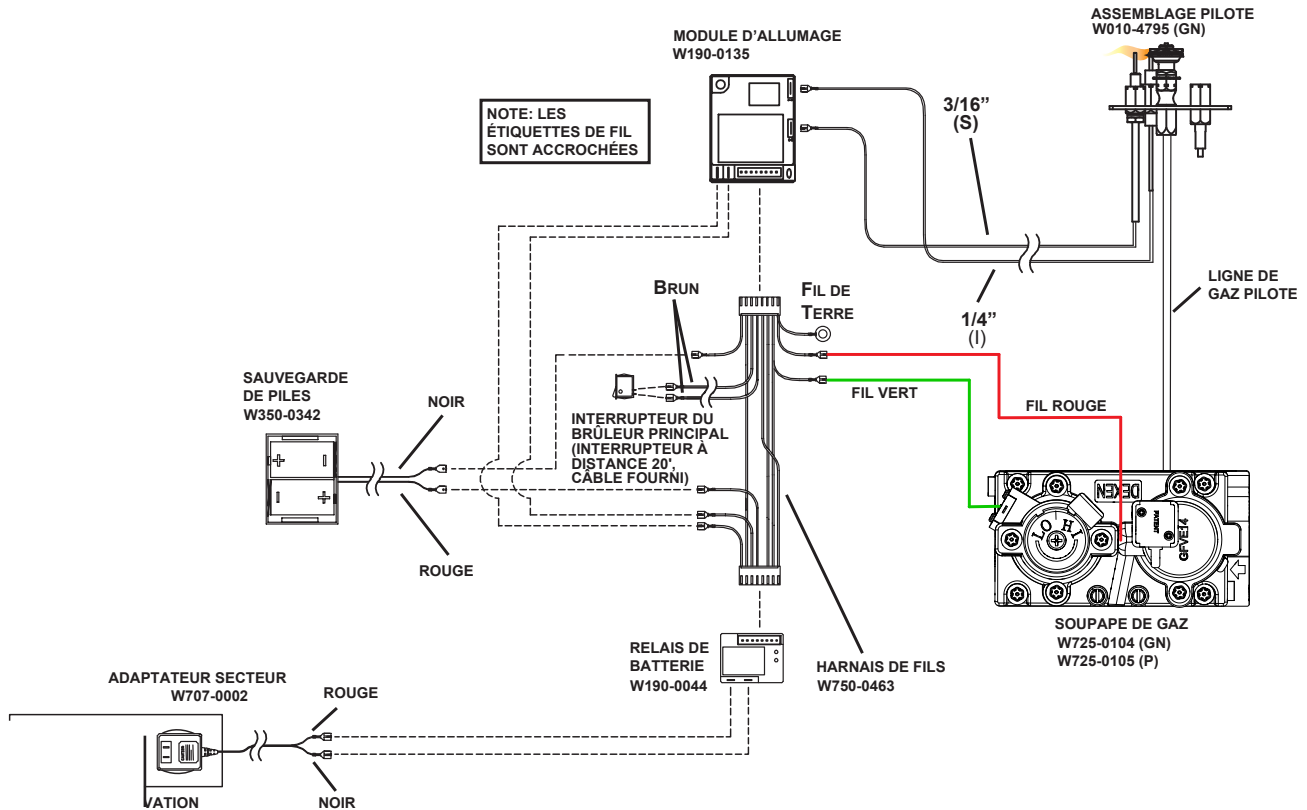 ASSEMBLAGE PILOTE
W010-4795 (GN)
MODULE D'ALLUMAGE
W190-0135
NOTE: LES
ÉTIQUETTES DE FIL
SONT ACCROCHÉES
3/16”
(S)
LIGNE DE
GAZ PILOTE
1/4”
(I)
BRUN
FIL DE
TERRE
SAUVEGARDE
DE PILES
W350-0342
NOIR
ROUGE
INTERRUPTEUR DU
BRÛLEUR PRINCIPAL
(INTERRUPTEUR À
DISTANCE 20',
CÂBLE FOURNI)
FIL VERT
FIL ROUGE
DEXEN
PATENT
LO HI
GFVE14
SOUPAPE DE GAZ
W725-0104 (GN)
W725-0105 (P)
RELAIS DE
BATTERIE
W190-0044
HARNAIS DE FILS
W750-0463
ADAPTATEUR SECTEUR
W707-0002
ROUGE
NOIR
VATION